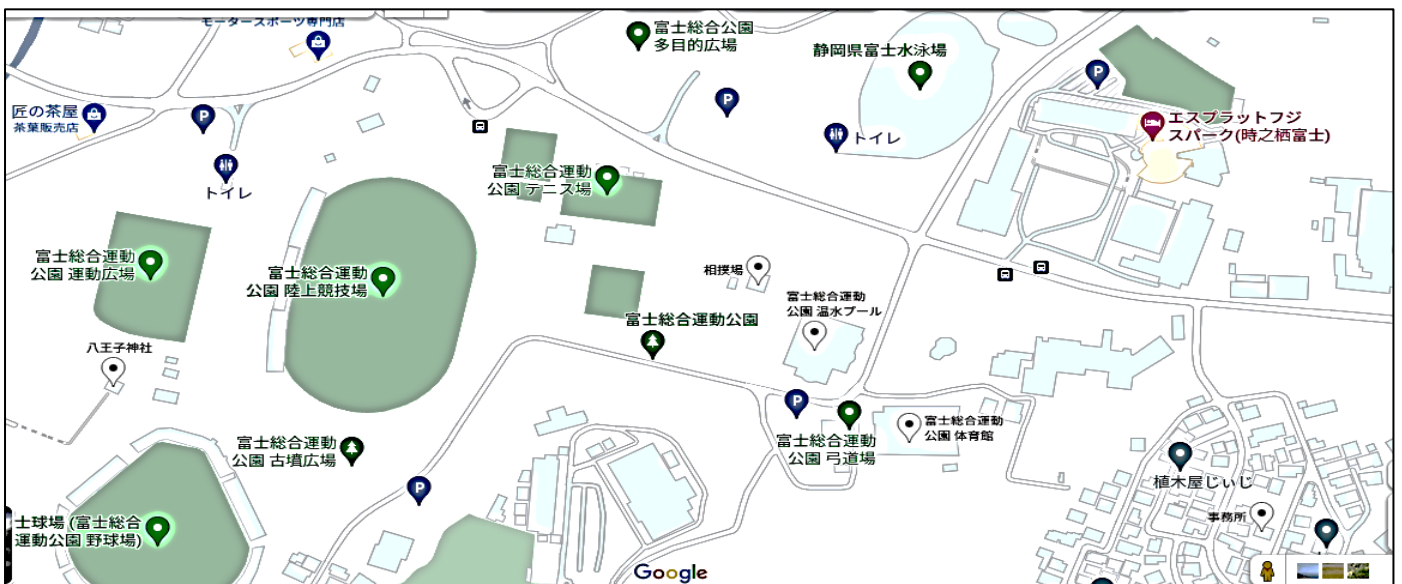 モータースポーツ専門店
富士総合公園
多目的広場
静岡県富士水泳場
P
匠の茶屋
茶葉販売店
P
P
エスプラットフジ
スパーク(時之栖富士)
トイレ
トイレ
富士総合運動
公園 テニス場
富士総合運動
公園 運動広場
富士総合運動
公園 陸上競技場
相撲場
富士総合運動
公園 温水プール
富士総合運動公園
八王子神社
P
富士総合運動
公園 弓道場
富士総合運動
公園 体育館
富士総合運動
公園 古墳広場
P
植木屋じぃじ
事務所
士球場 (富士総合
運動公園 野球場)
Google